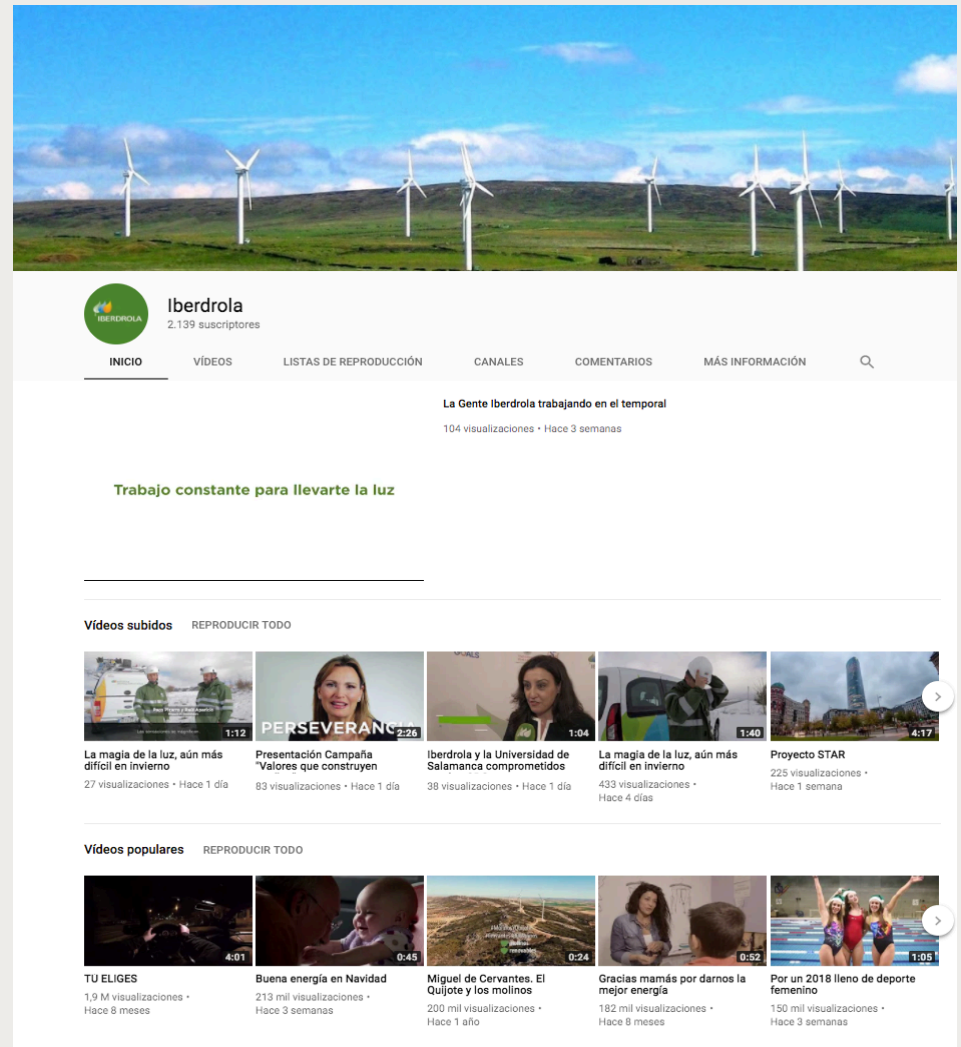 IBERDROLA
Iberdrola
2.139 suscriptores
INICIO
VÍDEOS
LISTAS DE REPRODUCCIÓN
CANALES
COMENTARIOS
MÁS INFORMACIÓN
La Gente Iberdrola trabajando en el temporal
104 visualizaciones • Hace 3 semanas
Trabajo constante para llevarte la luz
Vídeos subidos
REPRODUCIR TODO
1:12
La magia de la luz, aún más
difícil en invierno
27 visualizaciones • Hace 1 día
PERSEVERANCIA
2:26
Presentación Campaña
"Valores que construyen
83 visualizaciones • Hace 1 día
1:04
Iberdrola y la Universidad de
Salamanca comprometidos
38 visualizaciones • Hace 1 día
1:40
La magia de la luz, aún más
difícil en invierno
433 visualizaciones •
Hace 4 días
4:17
Proyecto STAR
225 visualizaciones •
Hace 1 semana
Vídeos populares
REPRODUCIR TODO
4:01
TÚ ELIGES
1,9 M visualizaciones •
Hace 8 meses
0:45
Buena energía en Navidad
213 mil visualizaciones •
Hace 3 semanas
0:24
Miguel de Cervantes. El
Quijote y los molinos
200 mil visualizaciones •
Hace 1 año
0:52
Gracias mamás por darnos la
mejor energía
182 mil visualizaciones •
Hace 8 meses
1:05
Por un 2018 lleno de deporte
femenino
150 mil visualizaciones •
Hace 3 semanas